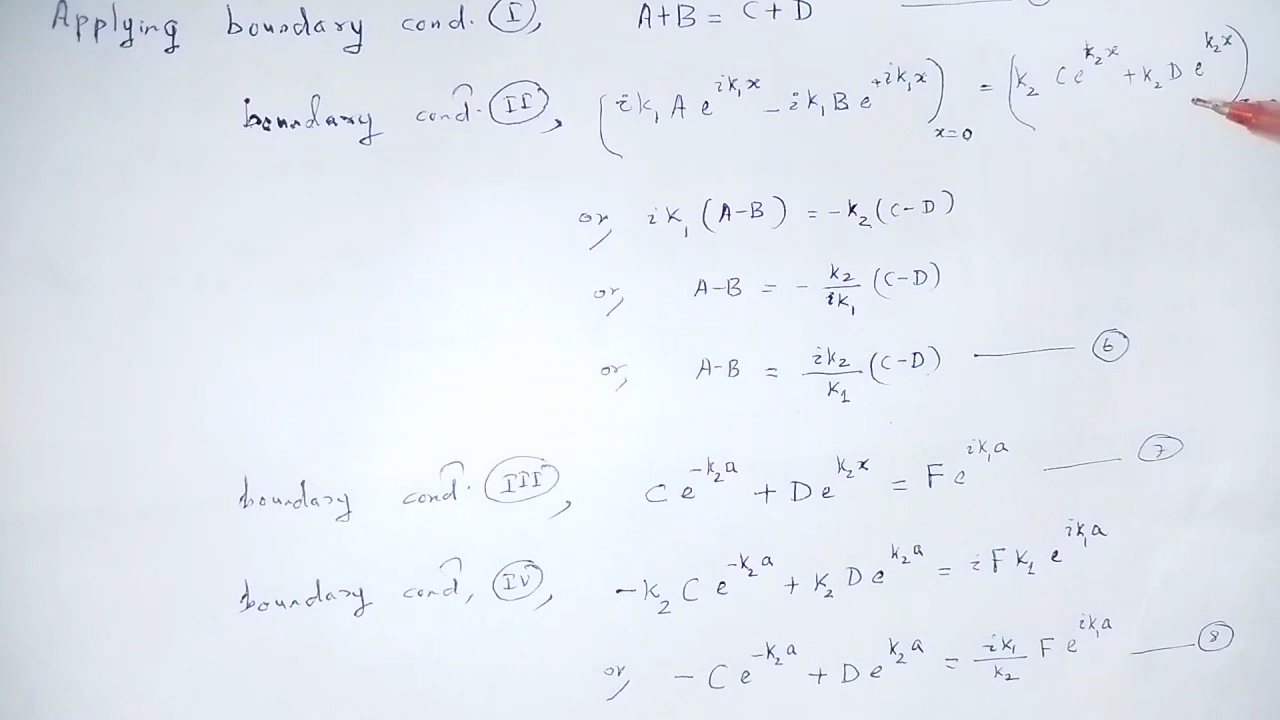 Applying boundary cond. (I), A+B = C+D
boundary cond. (II), (ik₁ A e^{ik₁x} - ik₁ B e^{+ik₁x})_{x=0} = (k₂ C e^{k₂x} + k₂ D e^{k₂x})
or, ik₁ (A-B) = -k₂ (C-D)
or, A-B = - k₂/ik₁ (C-D)
or, A-B = ik₂/k₁ (C-D) —— (6)
boundary cond. (III), C e^{-k₂a} + D e^{k₂x} = F e^{ik₁a} —— (7)
boundary cond, (IV), -k₂ C e^{-k₂a} + k₂ D e^{k₂a} = i F k₁ e^{ik₁a}
or, - C e^{-k₂a} + D e^{k₂a} = ik₁/k₂ F e^{ik₁a} —— (8)